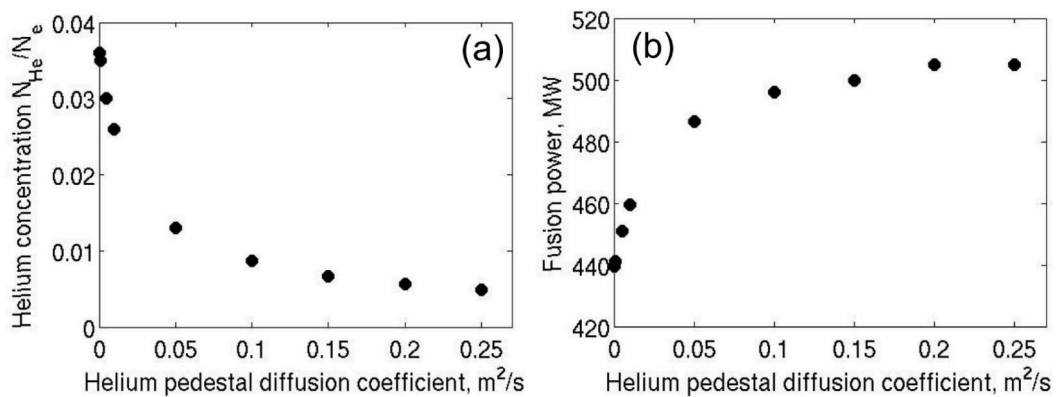 0.04
0.03
0.02
0.01
0
Helium concentration N_He/N_e
(a)
0 0.05 0.1 0.15 0.2 0.25
Helium pedestal diffusion coefficient, m²/s
520
500
480
460
440
420
Fusion power, MW
(b)
0 0.05 0.1 0.15 0.2 0.25
Helium pedestal diffusion coefficient, m²/s